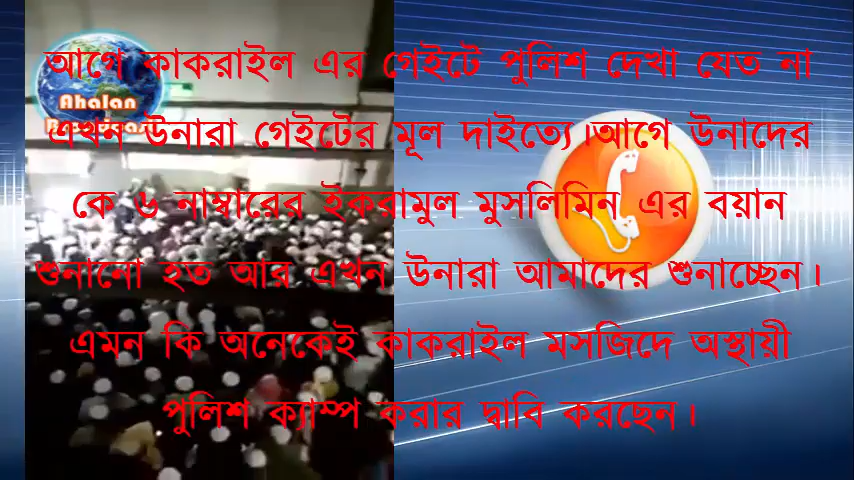 আগে কাকরাইল এর গেইটে পুলিশ দেখা যেত না
এখন উনারা গেইটের মূল দাইত্যে।আগে উনাদের
কে ৬ নাম্বারের ইকরামুল মুসলিমিন এর বয়ান
শুনানো হত আর এখন উনারা আমাদের শুনাচ্ছেন।
এমন কি অনেকেই কাকরাইল মসজিদে অস্থায়ী
পুলিশ ক্যাম্প করার দ্বাবি করছেন।
Ahalan